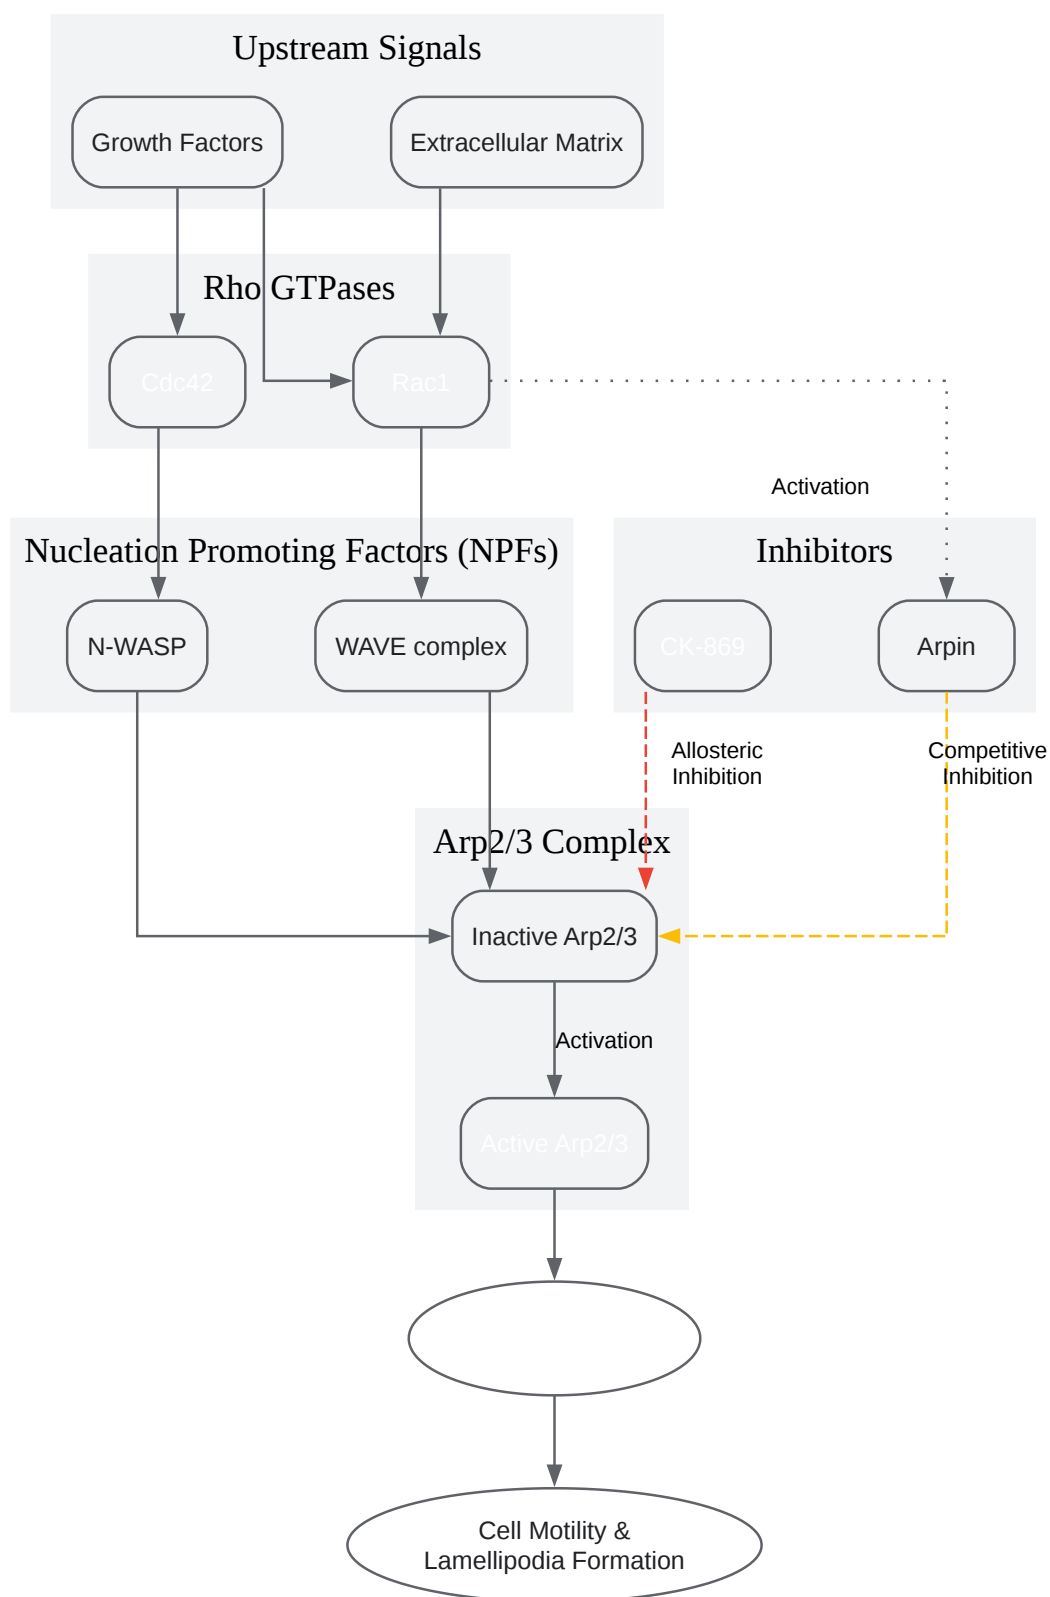 Upstream Signals
Growth Factors
Extracellular Matrix
Rho GTPases
Cdc42
Rac1
Activation
Nucleation Promoting Factors (NPFs)
Inhibitors
N-WASP
WAVE complex
CK-869
Arpin
Allosteric
Inhibition
Competitive
Inhibition
Arp2/3 Complex
Inactive Arp2/3
Activation
Active Arp2/3
Cell Motility &
Lamellipodia Formation